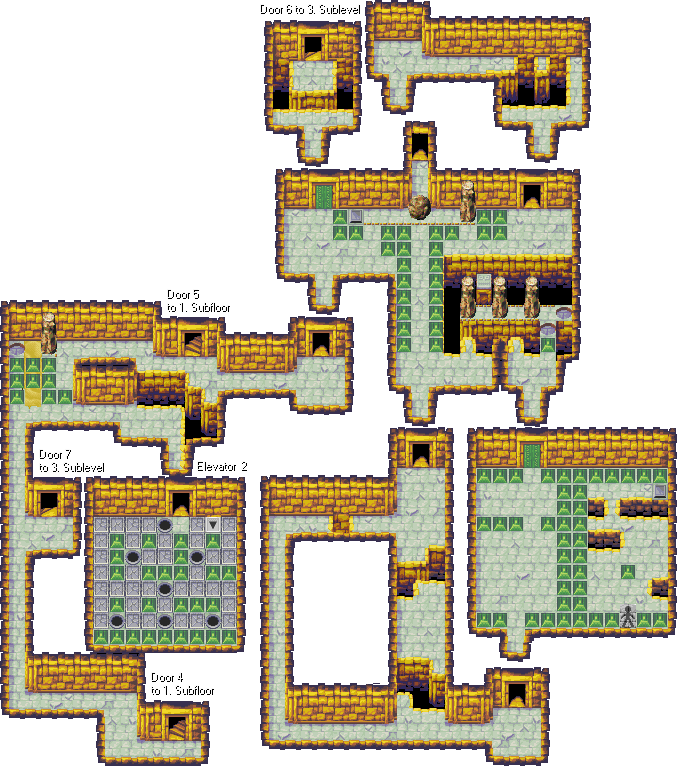 Door 6 to 3. Sublevel
Door 5
to 1. Subfloor
Door 7
to 3. Sublevel
Elevator 2
Door 4
to 1. Subfloor